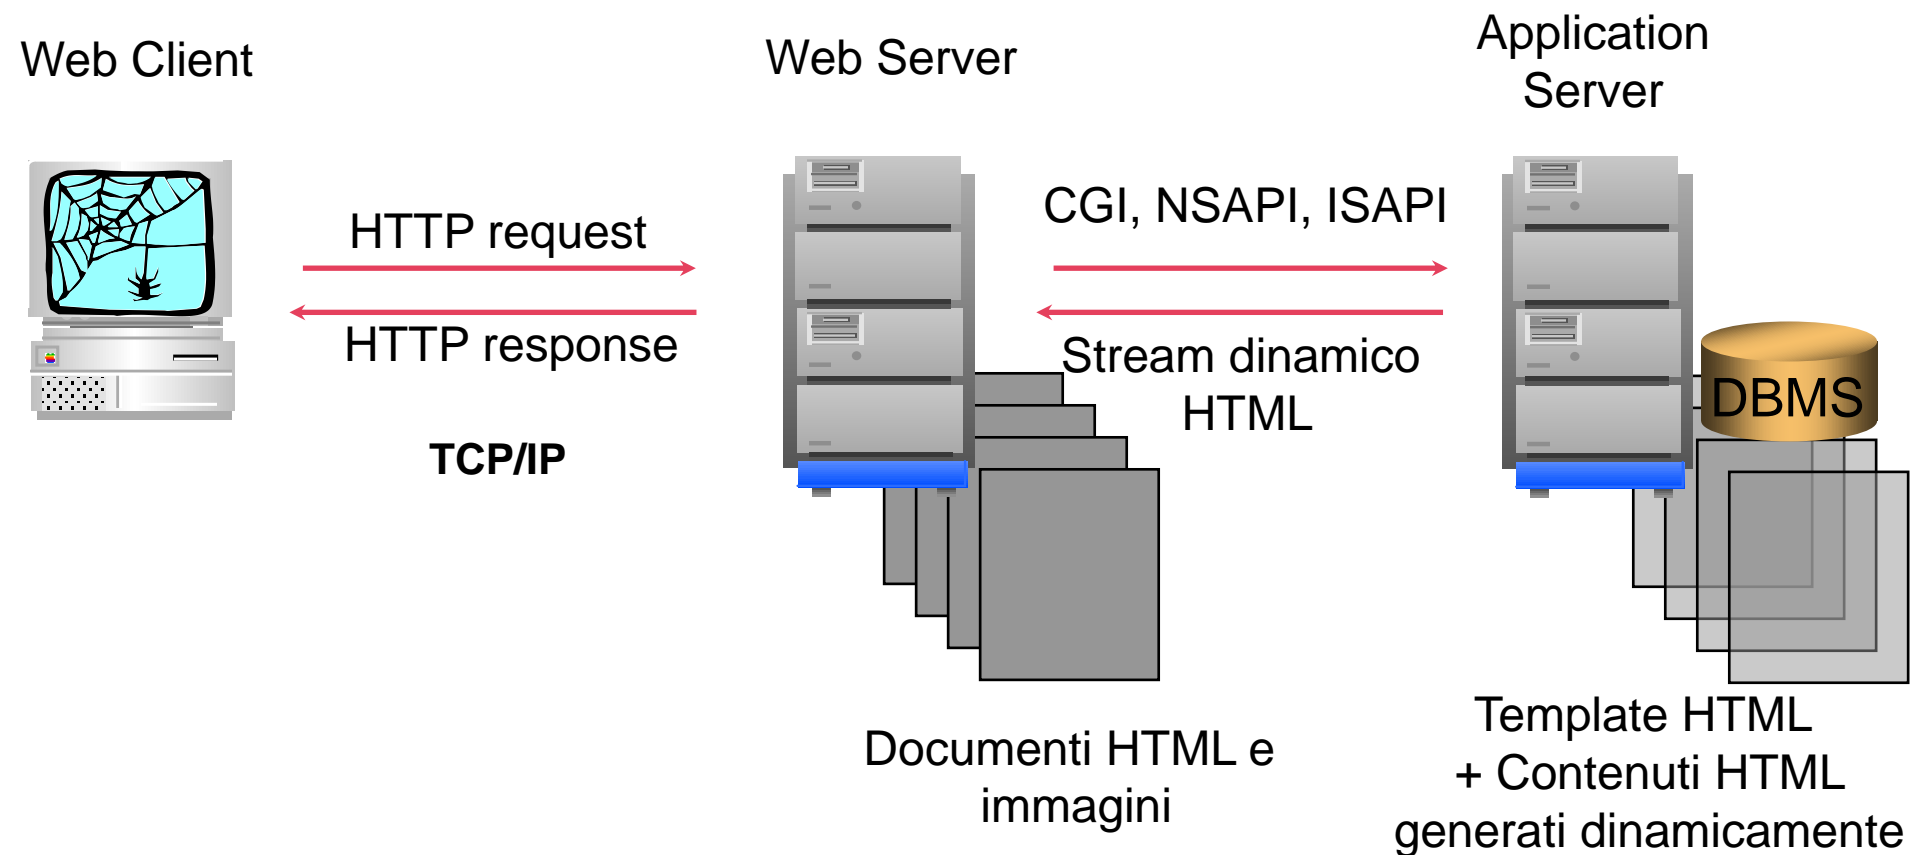 Web Client
Web Server
Application
Server
HTTP request
HTTP response
TCP/IP
CGI, NSAPI, ISAPI
Stream dinamico
HTML
DBMS
Documenti HTML e
immagini
Template HTML
+ Contenuti HTML
generati dinamicamente